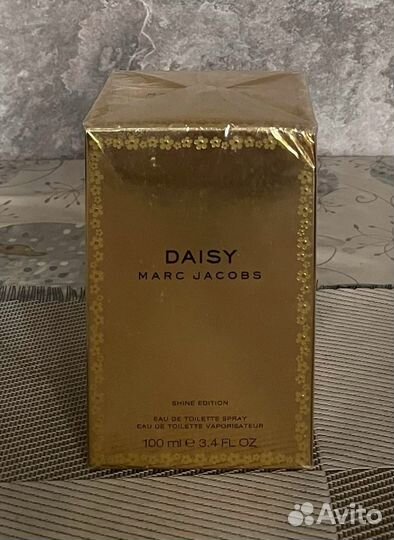 DAISY
MARC JACOBS
SHINE EDITION
EAU DE TOILETTE SPRAY
EAU DE TOILETTE VAPORISATEUR
100 ml ℮ 3.4 FL OZ
Avito